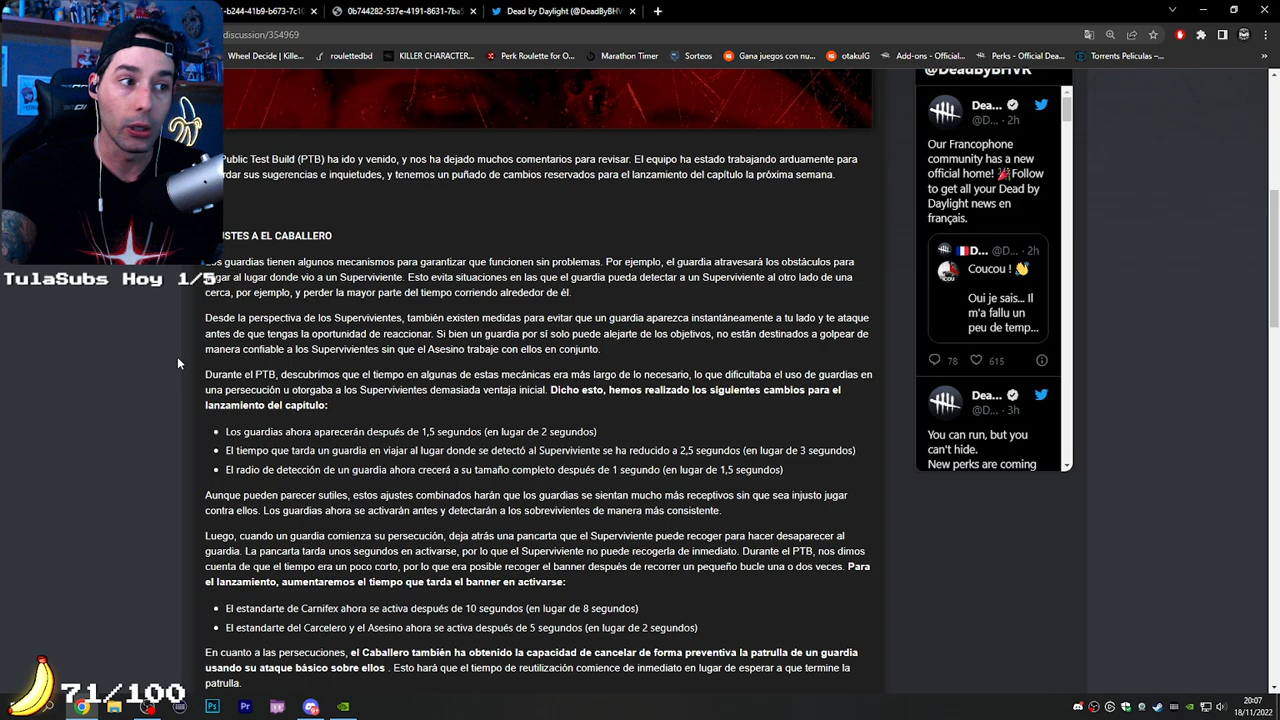 -b244-41b9-b673-7c1(
0b744282-537e-4191-8631-7ba5
Dead by Daylight (@DeadByBHV
discussion/354969
Wheel Decide | Kille...
roulettedbd
KILLER CHARACTER...
Perk Roulette for D...
Marathon Timer
Sorteos
Gana juegos con nu...
otakulG
Add-ons - Official...
Perks - Official Dea...
Torrents Peliculas –...
@DeadByBHVR
Public Test Build (PTB) ha ido y venido, y nos ha dejado muchos comentarios para revisar. El equipo ha estado trabajando arduamente para
rdar sus sugerencias e inquietudes, y tenemos un puñado de cambios reservados para el lanzamiento del capítulo la próxima semana.
USTES A EL CABALLERO
os guardias tienen algunos mecanismos para garantizar que funcionen sin problemas. Por ejemplo, el guardia atravesará los obstáculos para
gar al lugar donde vio a un Superviviente. Esto evita situaciones en las que el guardia pueda detectar a un Superviviente al otro lado de una
cerca, por ejemplo, y perder la mayor parte del tiempo corriendo alrededor de él.
Desde la perspectiva de los Supervivientes, también existen medidas para evitar que un guardia aparezca instantáneamente a tu lado y te ataque
antes de que tengas la oportunidad de reaccionar. Si bien un guardia por sí solo puede alejarte de los objetivos, no están destinados a golpear de
manera confiable a los Supervivientes sin que el Asesino trabaje con ellos en conjunto.
Durante el PTB, descubrimos que el tiempo en algunas de estas mecánicas era más largo de lo necesario, lo que dificultaba el uso de guardias en
una persecución u otorgaba a los Supervivientes demasiada ventaja inicial. Dicho esto, hemos realizado los siguientes cambios para el
lanzamiento del capítulo:
• Los guardias ahora aparecerán después de 1,5 segundos (en lugar de 2 segundos)
• El tiempo que tarda un guardia en viajar al lugar donde se detectó al Superviviente se ha reducido a 2,5 segundos (en lugar de 3 segundos)
• El radio de detección de un guardia ahora crecerá a su tamaño completo después de 1 segundo (en lugar de 1,5 segundos)
Aunque pueden parecer sutiles, estos ajustes combinados harán que los guardias se sientan mucho más receptivos sin que sea injusto jugar
contra ellos. Los guardias ahora se activarán antes y detectarán a los sobrevivientes de manera más consistente.
Luego, cuando un guardia comienza su persecución, deja atrás una pancarta que el Superviviente puede recoger para hacer desaparecer al
guardia. La pancarta tarda unos segundos en activarse, por lo que el Superviviente no puede recogerla de inmediato. Durante el PTB, nos dimos
cuenta de que el tiempo era un poco corto, por lo que era posible recoger el banner después de recorrer un pequeño bucle una o dos veces. Para
el lanzamiento, aumentaremos el tiempo que tarda el banner en activarse:
• El estandarte de Carnifex ahora se activa después de 10 segundos (en lugar de 8 segundos)
• El estandarte del Carcelero y el Asesino ahora se activa después de 5 segundos (en lugar de 2 segundos)
En cuanto a las persecuciones, el Caballero también ha obtenido la capacidad de cancelar de forma preventiva la patrulla de un guardia
usando su ataque básico sobre ellos . Esto hará que el tiempo de reutilización comience de inmediato en lugar de esperar a que termine la
patrulla.
Dea...
@D... · 2h
Our Francophone
community has a new
official home! Follow
to get all your Dead by
Daylight news en
français.
D... @D... · 2h
Coucou !
Oui je sais... Il
m'a fallu un
peu de temp...
78 615
Dea...
@D... · 3h
You can run, but you
can't hide.
New perks are coming
TulaSubs Hoy 1/5
71/100
20:07
18/11/2022